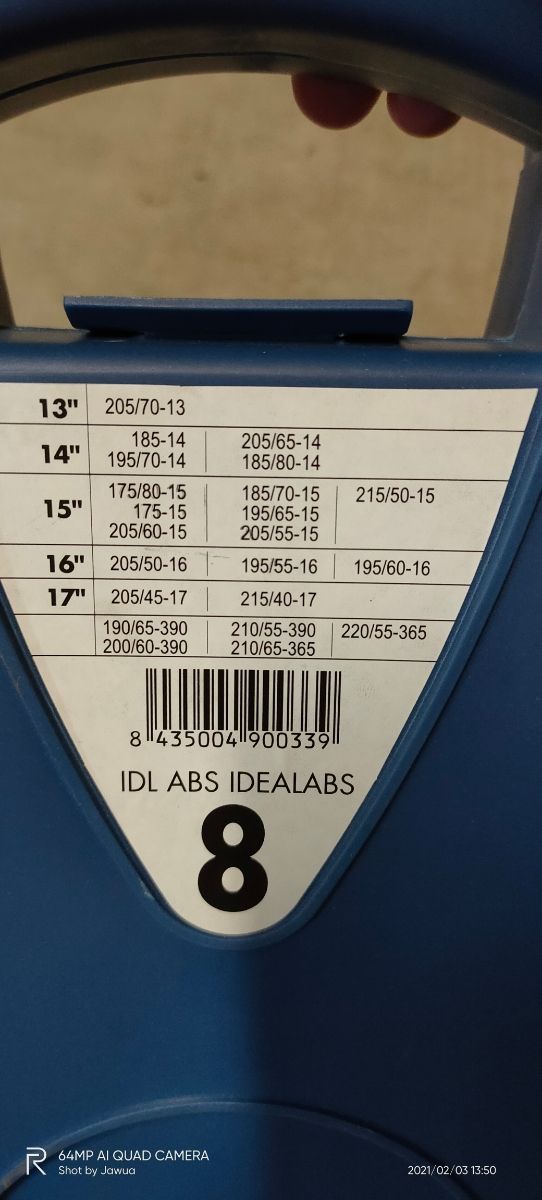 13" 205/70-13
14" 185-14 205/65-14
195/70-14 185/80-14
15" 175/80-15 185/70-15 215/50-15
175-15 195/65-15
205/60-15 205/55-15
16" 205/50-16 195/55-16 195/60-16
17" 205/45-17 215/40-17
190/65-390 210/55-390 220/55-365
200/60-390 210/65-365
8 435004 900339
IDL ABS IDEALABS
8
R 64MP AI QUAD CAMERA
Shot by Jawua
2021/02/03 13:50